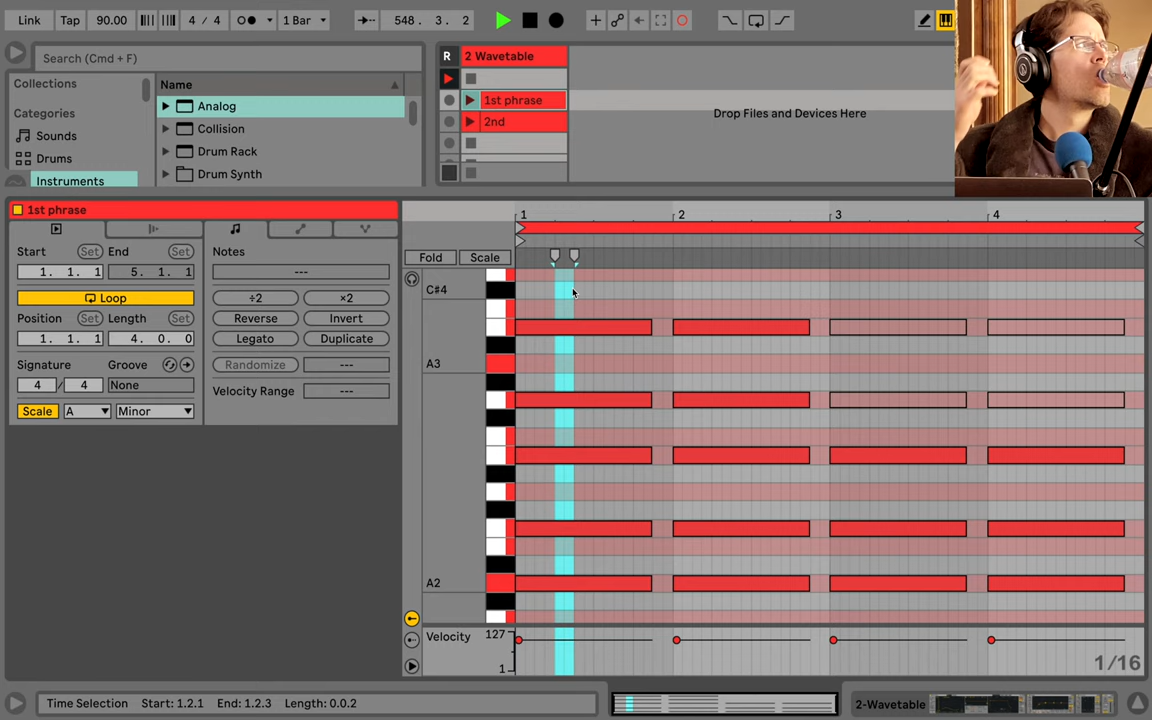 Link Tap 90.00 4 / 4 1 Bar 548. 3. 2
Search (Cmd + F)
Collections
Categories
Sounds
Drums
Instruments
Name
Analog
Collision
Drum Rack
Drum Synth
R 2 Wavetable
1st phrase
2nd
Drop Files and Devices Here
1st phrase
Start Set End Set
1. 1. 1 5. 1. 1
Loop
Position Set Length Set
1. 1. 1 4. 0. 0
Signature Groove
4 / 4 None
Scale A Minor
Notes
---
÷2 ×2
Reverse Invert
Legato Duplicate
Randomize ---
Velocity Range ---
1 2 3 4
Fold Scale
C#4
A3
A2
Velocity 127
1
1/16
Time Selection Start: 1.2.1 End: 1.2.3 Length: 0.0.2
2-Wavetable